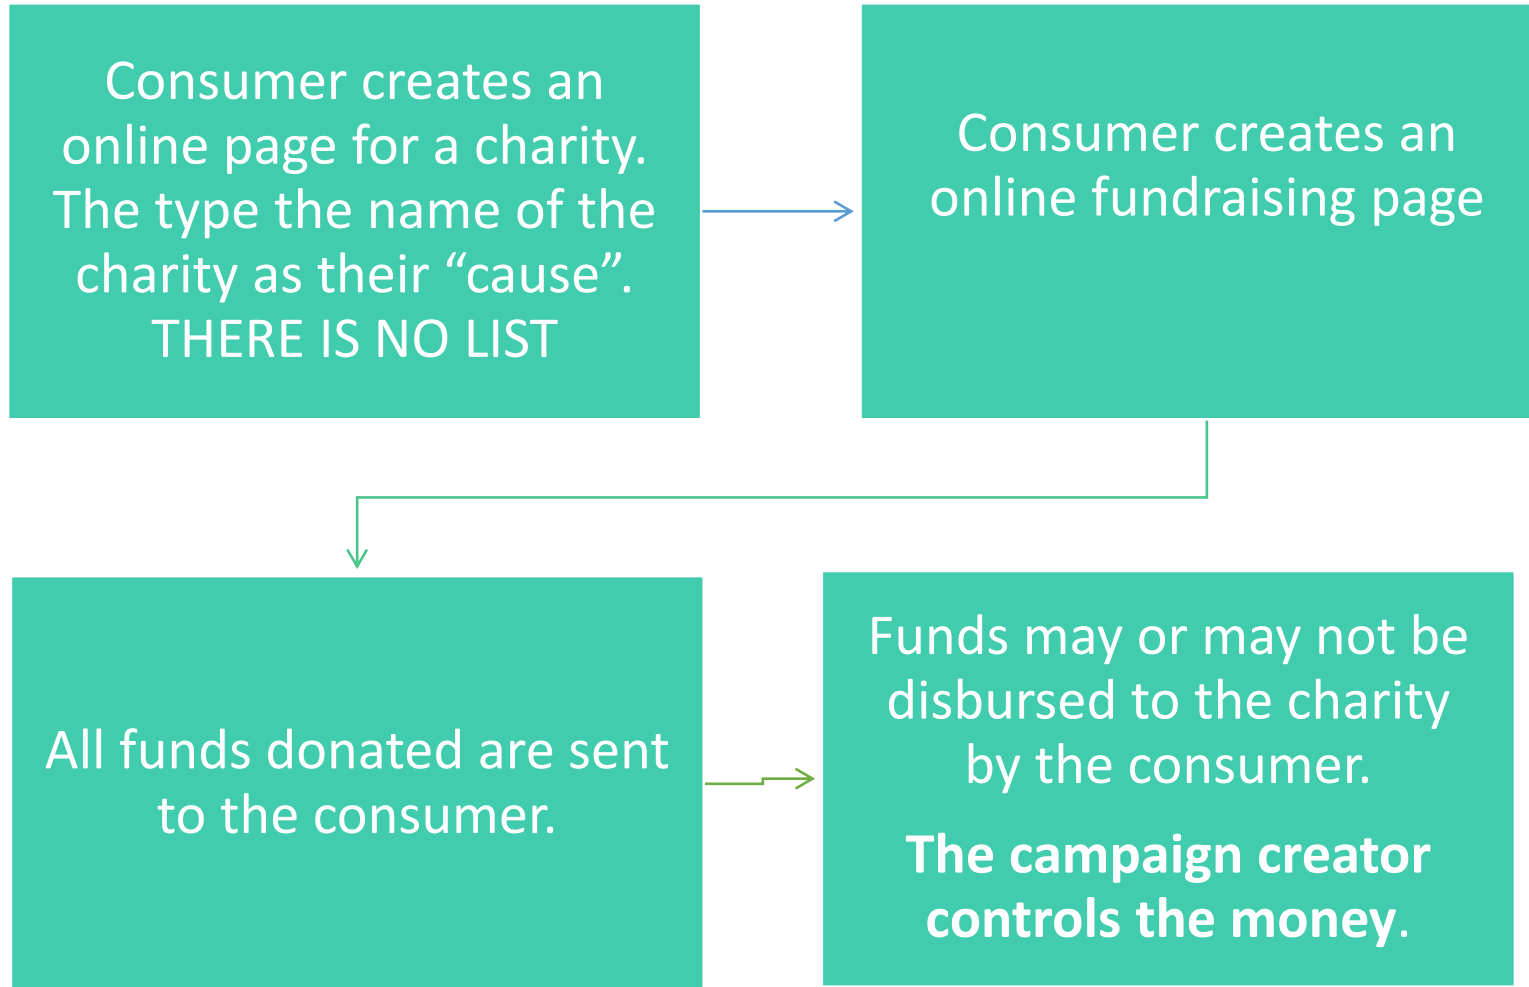 Consumer creates an
online page for a charity.
The type the name of the
charity as their “cause”.
THERE IS NO LIST
Consumer creates an
online fundraising page
All funds donated are sent
to the consumer.
Funds may or may not be
disbursed to the charity
by the consumer.
The campaign creator
controls the money.